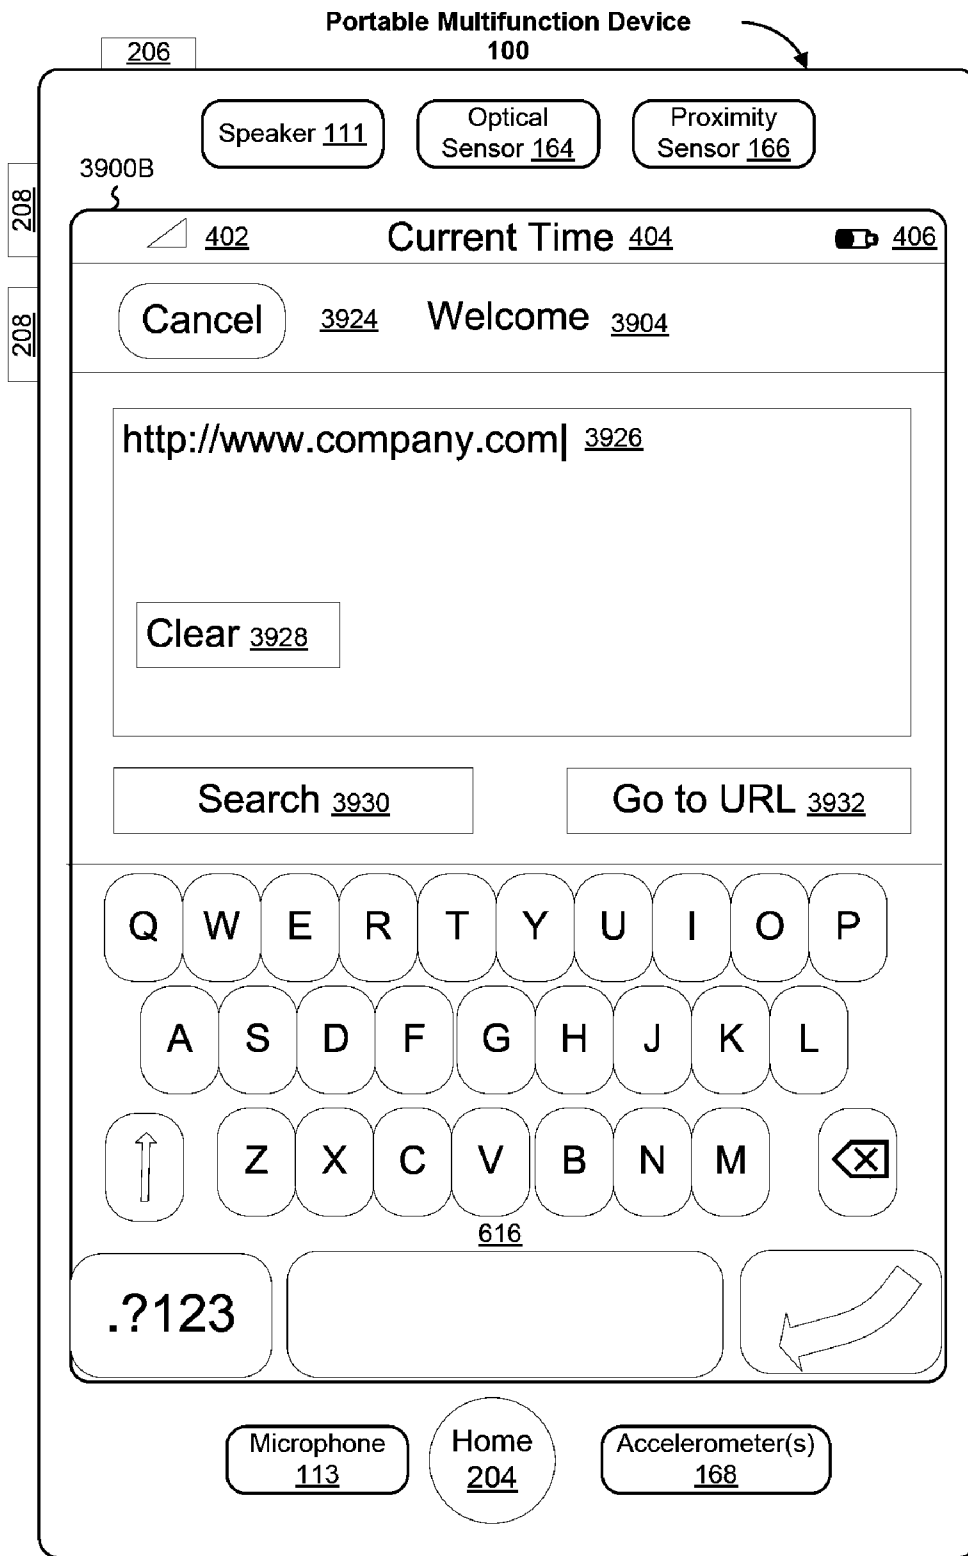 Portable Multifunction Device
100
206
Speaker 111
Optical
Sensor 164
Proximity
Sensor 166
3900B
208
208
402 Current Time 404 406
Cancel 3924 Welcome 3904
http://www.company.com 3926
Clear 3928
Search 3930 Go to URL 3932
Q W E R T Y U I O P
A S D F G H J K L
Z X C V B N M
616
.?123
Microphone
113
Home
204
Accelerometer(s)
168